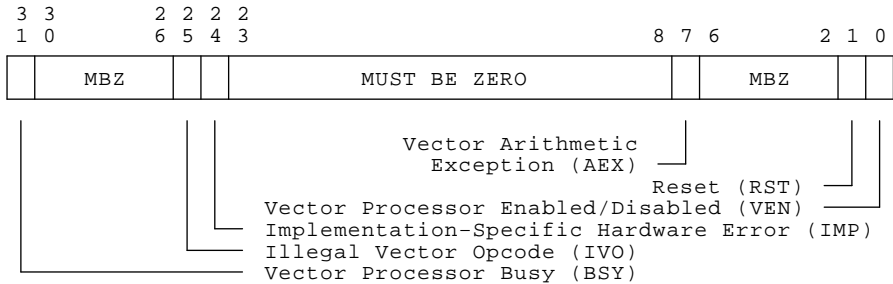 3 3 2 2 2 2
1 0 6 5 4 3 8 7 6 2 1 0
MBZ MUST BE ZERO MBZ
Vector Arithmetic
Exception (AEX)
Reset (RST)
Vector Processor Enabled/Disabled (VEN)
Implementation-Specific Hardware Error (IMP)
Illegal Vector Opcode (IVO)
Vector Processor Busy (BSY)